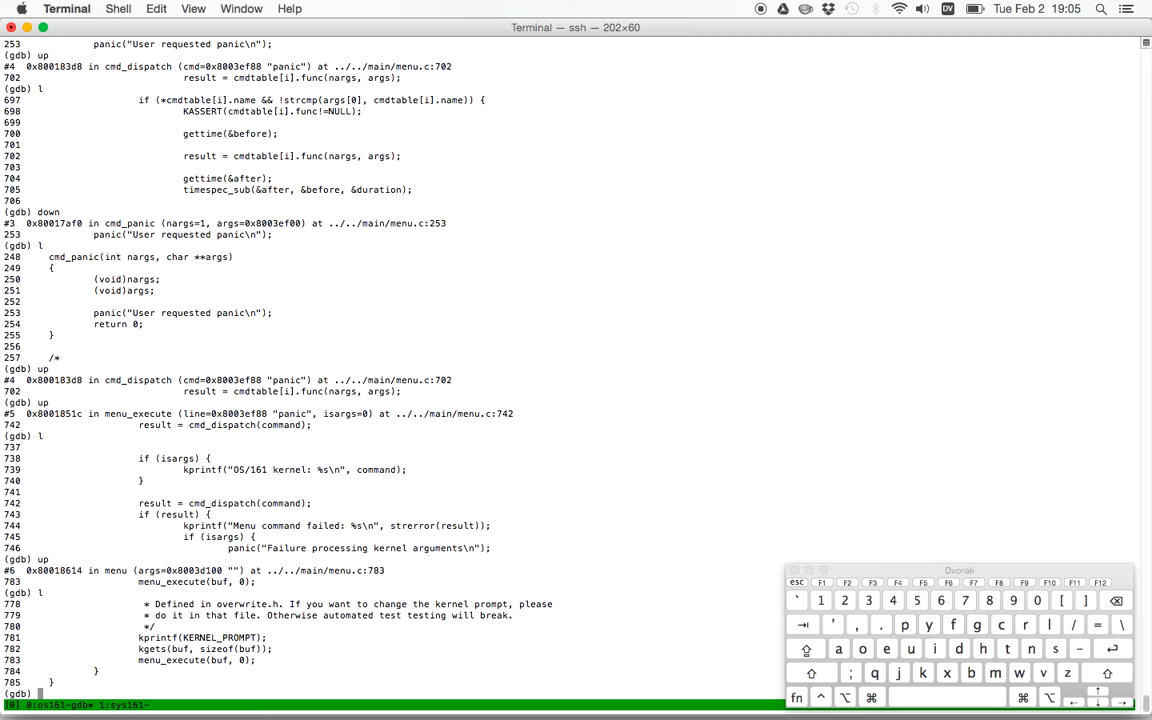 Terminal Shell Edit View Window Help DV Tue Feb 2 19:05
Terminal — ssh — 202×60
253 panic("User requested panic\n");
(gdb) up
#4 0x800183d8 in cmd_dispatch (cmd=0x8003ef88 "panic") at ../../main/menu.c:702
702 result = cmdtable[i].func(nargs, args);
(gdb) l
697 if (*cmdtable[i].name && !strcmp(args[0], cmdtable[i].name)) {
698 KASSERT(cmdtable[i].func!=NULL);
699
700 gettime(&before);
701
702 result = cmdtable[i].func(nargs, args);
703
704 gettime(&after);
705 timespec_sub(&after, &before, &duration);
706
(gdb) down
#3 0x80017af0 in cmd_panic (nargs=1, args=0x8003ef00) at ../../main/menu.c:253
253 panic("User requested panic\n");
(gdb) l
248 cmd_panic(int nargs, char **args)
249 {
250 (void)nargs;
251 (void)args;
252
253 panic("User requested panic\n");
254 return 0;
255 }
256
257 /*
(gdb) up
#4 0x800183d8 in cmd_dispatch (cmd=0x8003ef88 "panic") at ../../main/menu.c:702
702 result = cmdtable[i].func(nargs, args);
(gdb) up
#5 0x8001851c in menu_execute (line=0x8003ef88 "panic", isargs=0) at ../../main/menu.c:742
742 result = cmd_dispatch(command);
(gdb) l
737
738 if (isargs) {
739 kprintf("OS/161 kernel: %s\n", command);
740 }
741
742 result = cmd_dispatch(command);
743 if (result) {
744 kprintf("Menu command failed: %s\n", strerror(result));
745 if (isargs) {
746 panic("Failure processing kernel arguments\n");
(gdb) up
#6 0x80018614 in menu (args=0x8003d100 "") at ../../main/menu.c:783
783 menu_execute(buf, 0);
(gdb) l
778 * Defined in overwrite.h. If you want to change the kernel prompt, please
779 * do it in that file. Otherwise automated test testing will break.
780 */
781 kprintf(KERNEL_PROMPT);
782 kgets(buf, sizeof(buf));
783 menu_execute(buf, 0);
784 }
785 }
(gdb)
[0] 0:os161-gdb* 1:sys161-
Dvorak
esc F1 F2 F3 F4 F5 F6 F7 F8 F9 F10 F11 F12
` 1 2 3 4 5 6 7 8 9 0 [ ] ⌫
⇥ ' , . p y f g c r l / = \
⇪ a o e u i d h t n s - ↩
⇧ ; q j k x b m w v z ⇧
fn ^ ⌥ ⌘ ⌘ ⌥ ← ↑ ↓ →